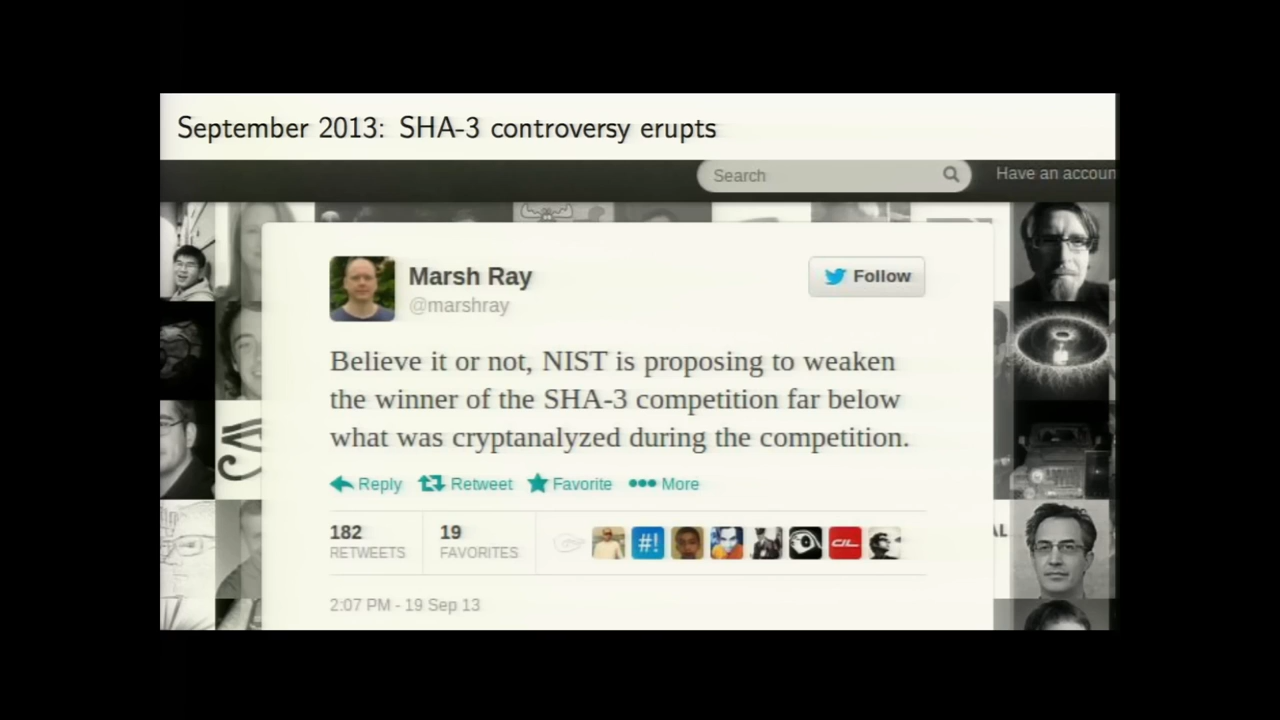 September 2013: SHA-3 controversy erupts
Search
Have an accoun
Marsh Ray
@marshray
Follow
Believe it or not, NIST is proposing to weaken
the winner of the SHA-3 competition far below
what was cryptanalyzed during the competition.
Reply Retweet Favorite More
182 19
RETWEETS FAVORITES
#!
C/L
AL
2:07 PM - 19 Sep 13